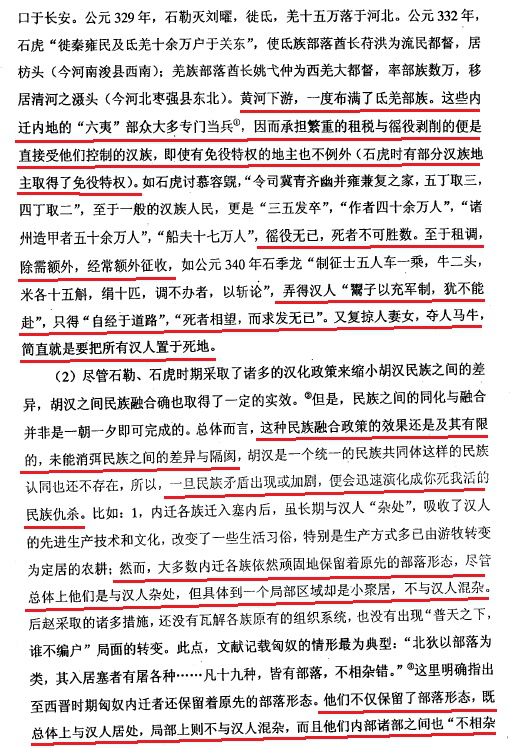 口于长安。公元 329 年，石勒灭刘曜，徙氐，羌十五万落于河北。公元 332 年，
石虎“徙秦雍民及氐羌十余万户于关东”，使氐族部落酋长苻洪为流民都督，居
枋头（今河南浚县西南）；羌族部落酋长姚弋仲为西羌大都督，率部族数万，移
居清河之滠头（今河北枣强县东北）。黄河下游，一度布满了氐羌部族。这些内
迁内地的“六夷”部众大多专门当兵①，因而承担繁重的租税与徭役剥削的便是
直接受他们控制的汉族，即使有免役特权的地主也不例外（石虎时有部分汉族地
主取得了免役特权）。如石虎讨慕容皝，“令司冀青齐幽并雍兼复之家，五丁取三，
四丁取二”，至于一般的汉族人民，更是“三五发卒”，“作者四十余万人”，“诸
州造甲者五十余万人”，“船夫十七万人”，徭役无已，死者不可胜数。至于租调，
除需额外，经常额外征收，如公元 340 年石季龙“制征士五人车一乘，牛二头，
米各十五斛，绢十匹，调不办者，以斩论”，弄得汉人“鬻子以充军制，犹不能
赴”，只得“自经于道路”，“死者相望，而求发无已”。又复掠人妻女，夺人马牛，
简直就是要把所有汉人置于死地。
（2）尽管石勒、石虎时期采取了诸多的汉化政策来缩小胡汉民族之间的差
异，胡汉之间民族融合确也取得了一定的实效。②但是，民族之间的同化与融合
并非是一朝一夕即可完成的。总体而言，这种民族融合政策的效果还是及其有限
的，未能消弭民族之间的差异与隔阂，胡汉是一个统一的民族共同体这样的民族
认同也还不存在，所以，一旦民族矛盾出现或加剧，便会迅速演化成你死我活的
民族仇杀。比如：1，内迁各族迁入塞内后，虽长期与汉人“杂处”，吸收了汉人
的先进生产技术和文化，改变了一些生活习俗，特别是生产方式多已由游牧转变
为定居的农耕；然而，大多数内迁各族依然顽固地保留着原先的部落形态，尽管
总体上他们是与汉人杂处，但具体到一个局部区域却是小聚居，不与汉人混杂。
后赵采取的诸多措施，还没有瓦解各族原有的组织系统，也没有出现“普天之下，
谁不编户”局面的转变。此点，文献记载匈奴的情形最为典型：“北狄以部落为
类，其入居塞者有屠各种……凡十九种，皆有部落，不相杂错。”③这里明确指出
至西晋时期匈奴内迁者还保留着原先的部落形态。他们不仅保留了部落形态，既
总体上与汉人居处，局部上则不与汉人混杂，而且他们内部诸部之间也“不相杂